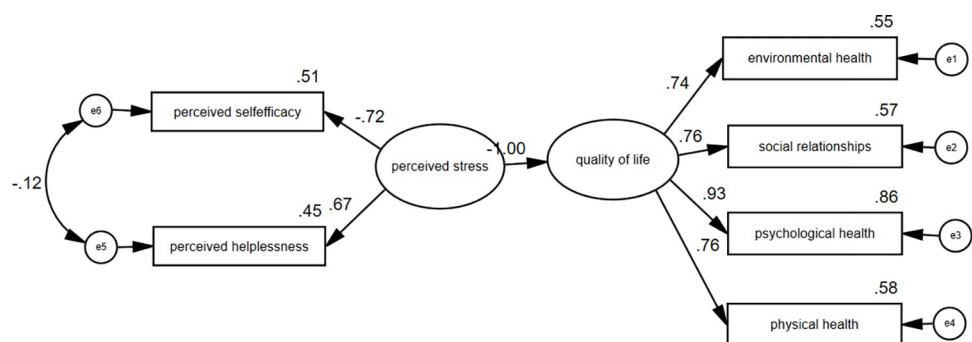 .55
environmental health
e1
.74
.51
e6
perceived selfefficacy
-.72
.57
.76
social relationships
e2
-1.00
quality of life
perceived stress
-.12
.93
.86
.45
.67
psychological health
e3
e5
perceived helplessness
.76
.58
physical health
e4